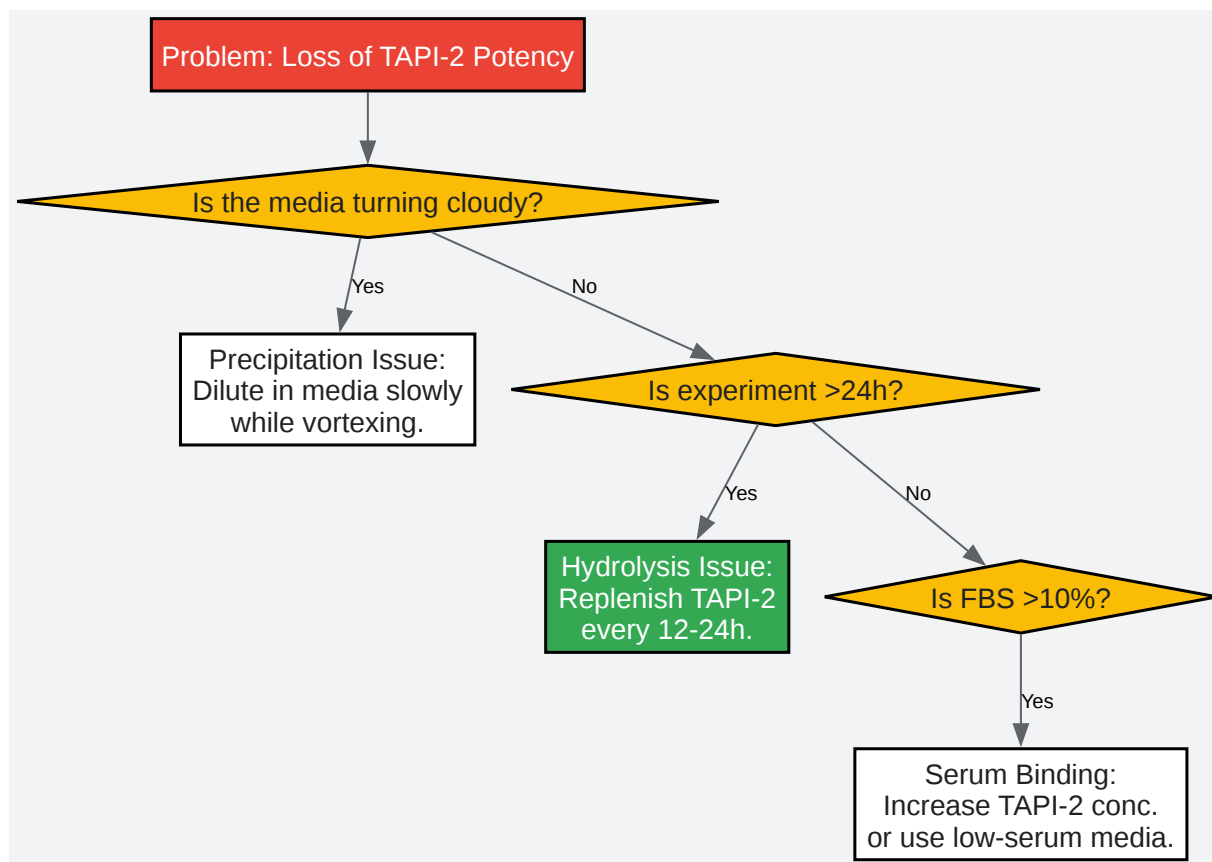 Problem: Loss of TAPI-2 Potency
Is the media turning cloudy?
Yes
No
Precipitation Issue:
Dilute in media slowly
while vortexing.
Is experiment >24h?
Yes
No
Hydrolysis Issue:
Replenish TAPI-2
every 12-24h.
Is FBS >10%?
Yes
Serum Binding:
Increase TAPI-2 conc.
or use low-serum media.